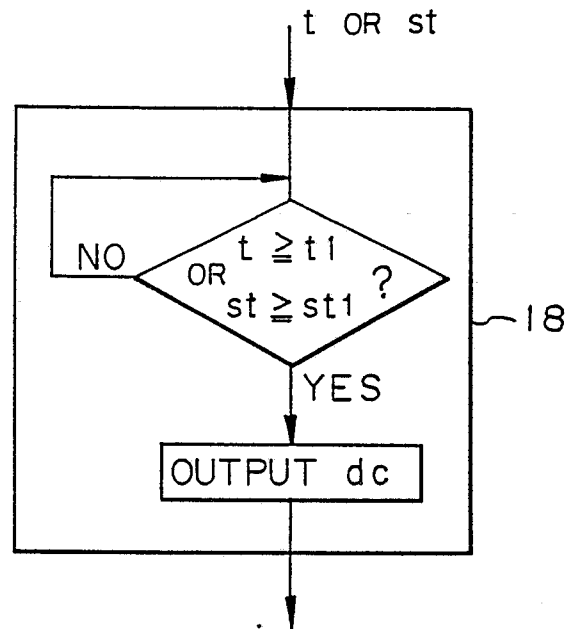 t OR st
t ≧ t1
NO
OR
?
st ≧ st1
18
YES
OUTPUT dc